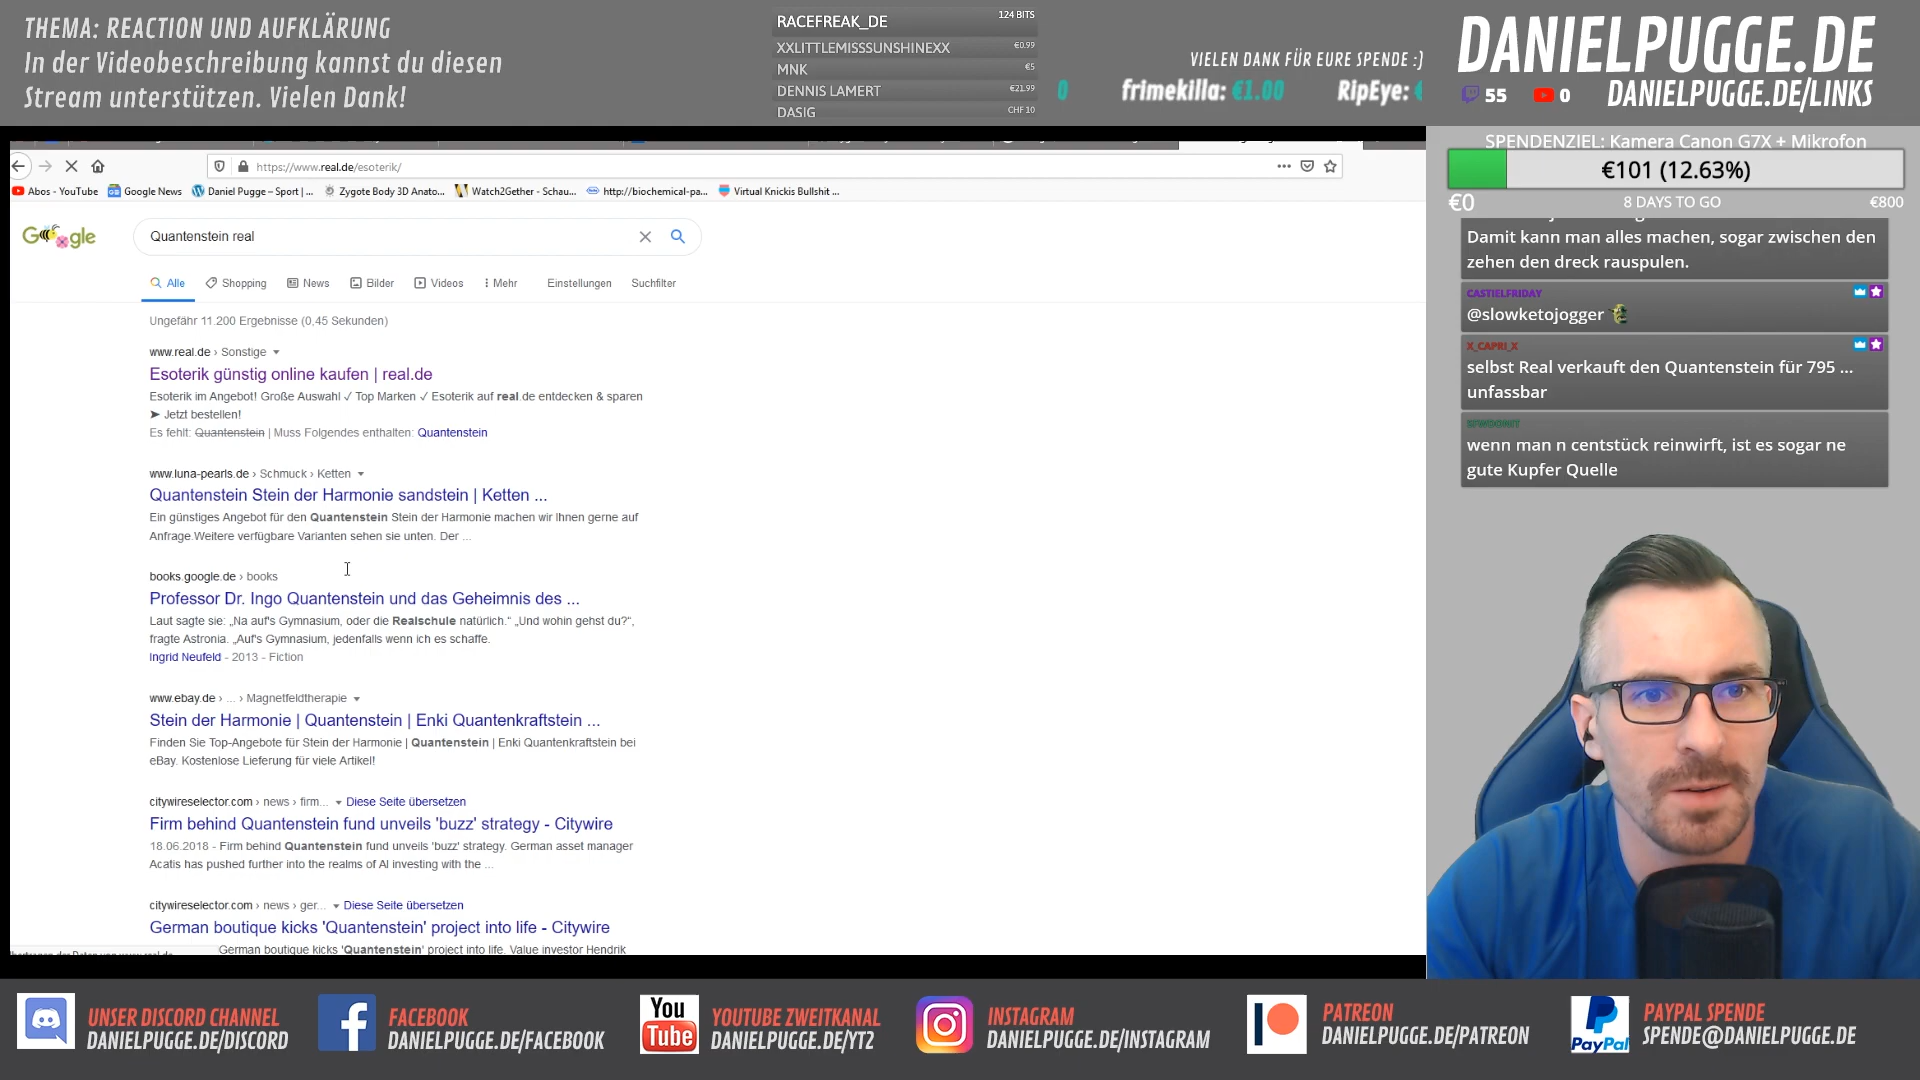 THEMA: REACTION UND AUFKLÄRUNG
In der Videobeschreibung kannst du diesen
Stream unterstützen. Vielen Dank!
RACEFREAK_DE 124 BITS
XXLITTLEMISSSUNSHINEXX €0.99
MNK €5
DENNIS LAMERT €21.99
DASIG CHF 10
VIELEN DANK FÜR EURE SPENDE :)
0 frimekilla: €1.00 RipEye: €
DANIELPUGGE.DE
55 0 DANIELPUGGE.DE/LINKS
SPENDENZIEL: Kamera Canon G7X + Mikrofon
€101 (12.63%)
€0 8 DAYS TO GO €800
Damit kann man alles machen, sogar zwischen den
zehen den dreck rauspulen.
CASTIELFRIDAY
@slowketojogger
X_CAPRI_X
selbst Real verkauft den Quantenstein für 795 ...
unfassbar
wenn man n centstück reinwirft, ist es sogar ne
gute Kupfer Quelle
https://www.real.de/esoterik/
Abos - YouTube Google News Daniel Pugge – Sport | ... Zygote Body 3D Anato... Watch2Gether - Schau... http://biochemical-pa... Virtual Knickis Bullshit ...
Google
Quantenstein real
Alle Shopping News Bilder Videos Mehr Einstellungen Suchfilter
Ungefähr 11.200 Ergebnisse (0,45 Sekunden)
www.real.de › Sonstige
Esoterik günstig online kaufen | real.de
Esoterik im Angebot! Große Auswahl ✓ Top Marken ✓ Esoterik auf real.de entdecken & sparen
➤ Jetzt bestellen!
Es fehlt: Quantenstein | Muss Folgendes enthalten: Quantenstein
www.luna-pearls.de › Schmuck › Ketten
Quantenstein Stein der Harmonie sandstein | Ketten ...
Ein günstiges Angebot für den Quantenstein Stein der Harmonie machen wir Ihnen gerne auf
Anfrage.Weitere verfügbare Varianten sehen sie unten. Der ...
books.google.de › books
Professor Dr. Ingo Quantenstein und das Geheimnis des ...
Laut sagte sie: „Na auf's Gymnasium, oder die Realschule natürlich.“ „Und wohin gehst du?“,
fragte Astronia. „Auf's Gymnasium, jedenfalls wenn ich es schaffe.
Ingrid Neufeld - 2013 - Fiction
www.ebay.de › ... › Magnetfeldtherapie
Stein der Harmonie | Quantenstein | Enki Quantenkraftstein ...
Finden Sie Top-Angebote für Stein der Harmonie | Quantenstein | Enki Quantenkraftstein bei
eBay. Kostenlose Lieferung für viele Artikel!
citywireselector.com › news › firm... Diese Seite übersetzen
Firm behind Quantenstein fund unveils 'buzz' strategy - Citywire
18.06.2018 - Firm behind Quantenstein fund unveils 'buzz' strategy. German asset manager
Acatis has pushed further into the realms of AI investing with the ...
citywireselector.com › news › ger... Diese Seite übersetzen
German boutique kicks 'Quantenstein' project into life - Citywire
German boutique kicks 'Quantenstein' project into life. Value investor Hendrik
UNSER DISCORD CHANNEL
DANIELPUGGE.DE/DISCORD
FACEBOOK
DANIELPUGGE.DE/FACEBOOK
You
Tube
YOUTUBE ZWEITKANAL
DANIELPUGGE.DE/YT2
INSTAGRAM
DANIELPUGGE.DE/INSTAGRAM
PATREON
DANIELPUGGE.DE/PATREON
PayPal
PAYPAL SPENDE
SPENDE@DANIELPUGGE.DE